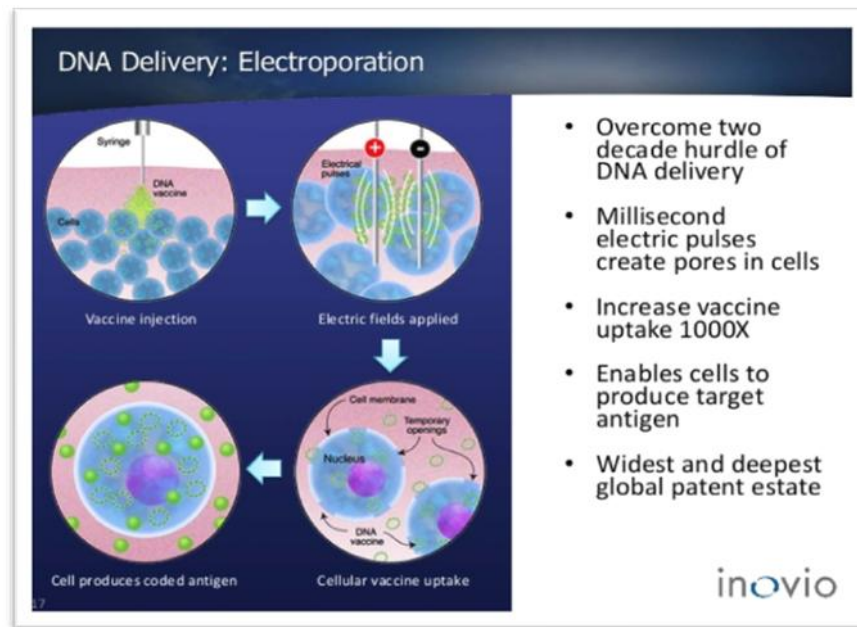 DNA Delivery: Electroporation
Syringe
DNA
vaccine
Cells
Vaccine injection
Electrical
pulses
+
-
Electric fields applied
Cell membrane
Temporary
openings
Nucleus
DNA
vaccine
Cellular vaccine uptake
Cell produces coded antigen
• Overcome two
decade hurdle of
DNA delivery
• Millisecond
electric pulses
create pores in cells
• Increase vaccine
uptake 1000X
• Enables cells to
produce target
antigen
• Widest and deepest
global patent estate
17
inovio